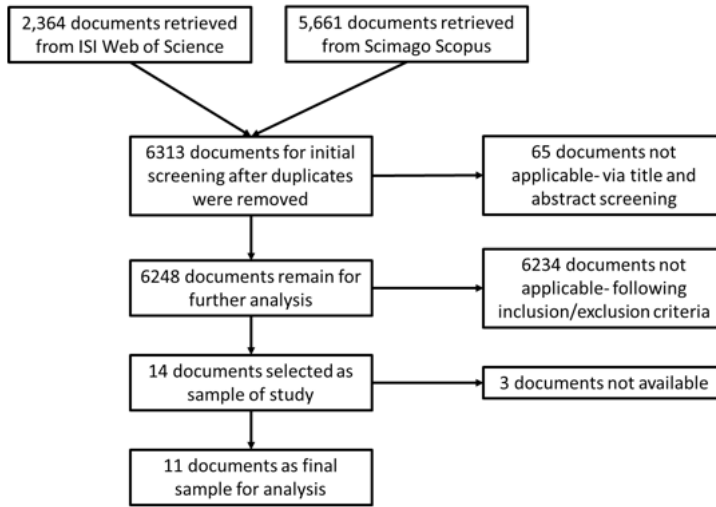 2,364 documents retrieved
from ISI Web of Science
5,661 documents retrieved
from Scimago Scopus
6313 documents for initial
screening after duplicates
were removed
65 documents not
applicable- via title and
abstract screening
6248 documents remain for
further analysis
6234 documents not
applicable- following
inclusion/exclusion criteria
14 documents selected as
sample of study
3 documents not available
11 documents as final
sample for analysis